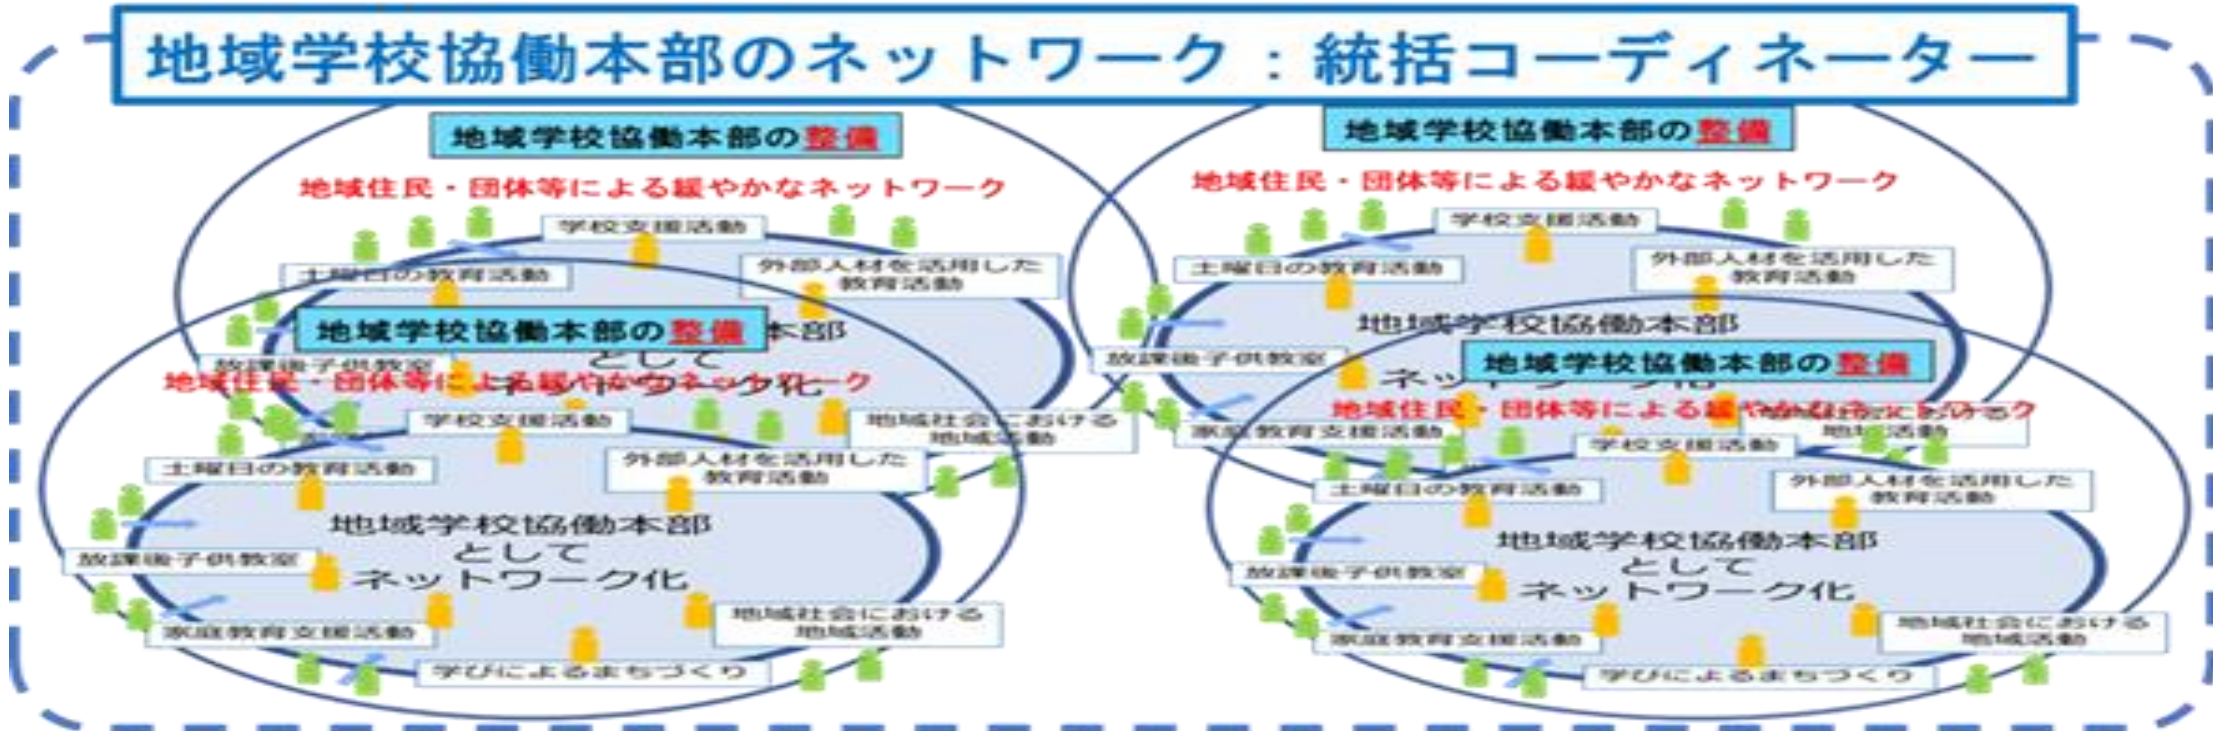 地域学校協働本部のネットワーク：統括コーディネーター
地域学校協働本部の整備
地域住民・団体等による緩やかなネットワーク
学校支援活動
土曜日の教育活動
外部人材を活用した
教育活動
本部
として
ネットワーク化
放課後子供教室
地域社会における
地域活動
地域学校協働本部の整備
地域住民・団体等による緩やかなネットワーク
学校支援活動
土曜日の教育活動
外部人材を活用した
教育活動
地域学校協働本部
ネットワーク化
放課後子供教室
家庭教育支援活動
地域社会における
地域活動
地域学校協働本部の整備
地域住民・団体等による緩やかなネットワーク
学校支援活動
土曜日の教育活動
外部人材を活用した
教育活動
地域学校協働本部
として
ネットワーク化
放課後子供教室
家庭教育支援活動
地域社会における
地域活動
学びによるまちづくり
地域学校協働本部の整備
地域住民・団体等による緩やかなネットワーク
学校支援活動
土曜日の教育活動
外部人材を活用した
教育活動
地域学校協働本部
として
ネットワーク化
放課後子供教室
家庭教育支援活動
地域社会における
地域活動
学びによるまちづくり